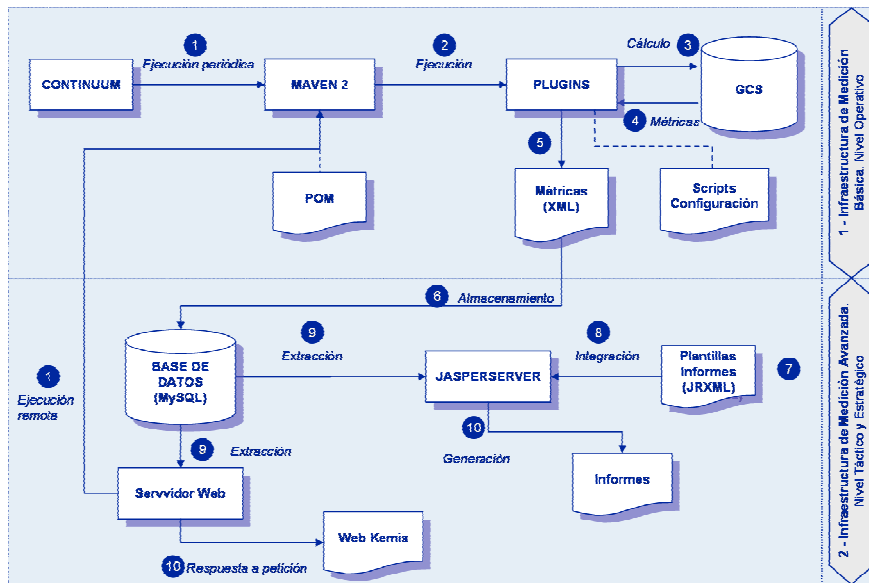 1
Ejecución periódica
2
Ejecución
Cálculo
3
CONTINUUM
MAVEN 2
PLUGINS
GCS
4
Métricas
5
POM
Métricas
(XML)
Scripts
Configuración
1 - Infraestructura de Medición
Básica. Nivel Operativo
6
Almacenamiento
9
Extracción
8
Integración
BASE DE
DATOS
(MySQL)
JASPERSERVER
Plantillas
Informes
(JRXML)
7
1
Ejecución
remota
9
Extracción
10
Generación
Servvidor Web
Informes
Web Kemis
10
Respuesta a petición
2 - Infraestructura de Medición Avanzada.
Nivel Táctico y Estratégico